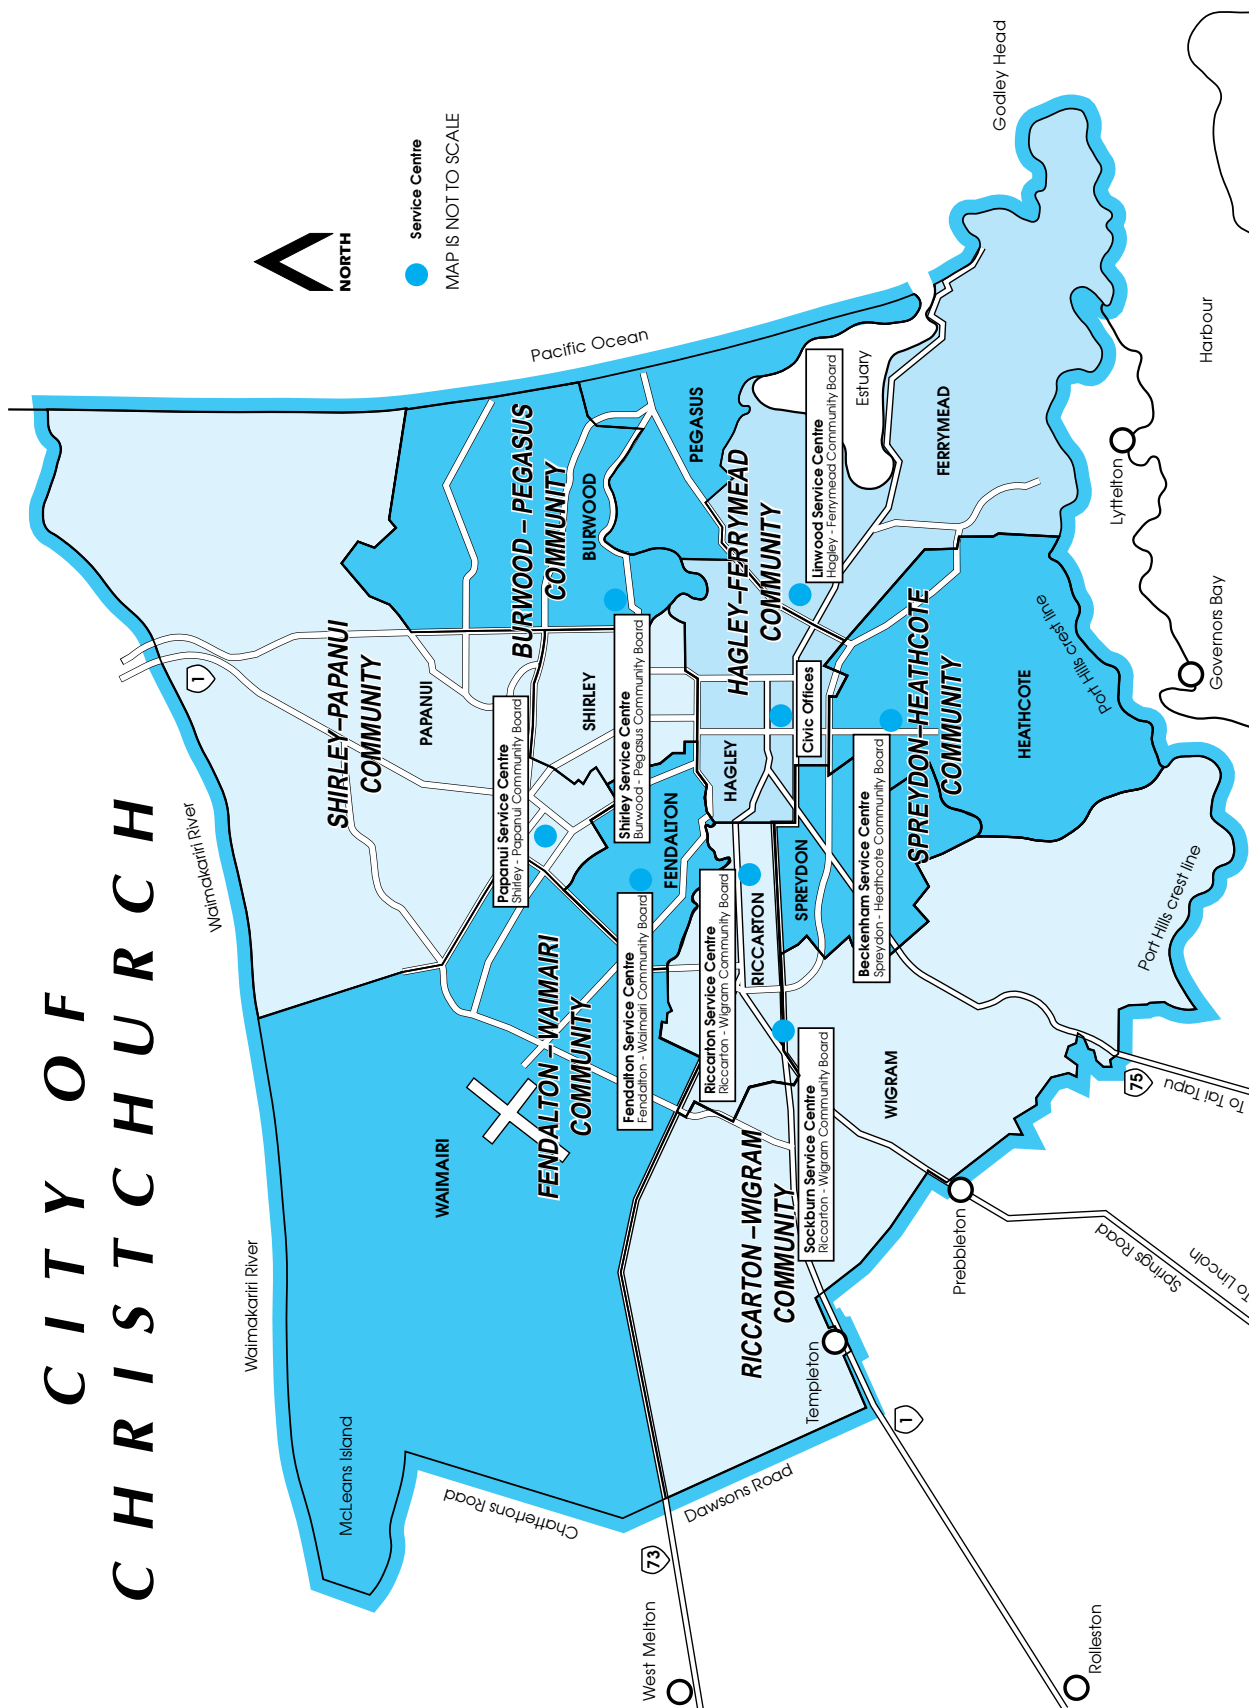 CITY OF
CHRISTCHURCH
NORTH
Service Centre
MAP IS NOT TO SCALE
Waimakariri River
Waimakariri River
McLeans Island
Chattertons Road
Dawsons Road
Pacific Ocean
1
SHIRLEY–PAPANUI
COMMUNITY
PAPANUI
SHIRLEY
BURWOOD – PEGASUS
COMMUNITY
BURWOOD
PEGASUS
Papanui Service Centre
Shirley - Papanui Community Board
Shirley Service Centre
Burwood - Pegasus Community Board
FENDALTON –WAIMAIRI
COMMUNITY
WAIMAIRI
FENDALTON
Fendalton Service Centre
Fendalton - Waimairi Community Board
HAGLEY–FERRYMEAD
COMMUNITY
HAGLEY
FERRYMEAD
Linwood Service Centre
Hagley - Ferrymead Community Board
Estuary
Civic Offices
Riccarton Service Centre
Riccarton - Wigram Community Board
RICCARTON
RICCARTON –WIGRAM
COMMUNITY
WIGRAM
Sockburn Service Centre
Riccarton - Wigram Community Board
SPREYDON
SPREYDON–HEATHCOTE
COMMUNITY
HEATHCOTE
Beckenham Service Centre
Spreydon - Heathcote Community Board
Port Hills crest line
Port Hills crest line
Godley Head
Harbour
Lyttelton
Governors Bay
75
To Tai Tapu
Prebbleton
Springs Road
To Lincoln
Templeton
1
73
West Melton
Rolleston